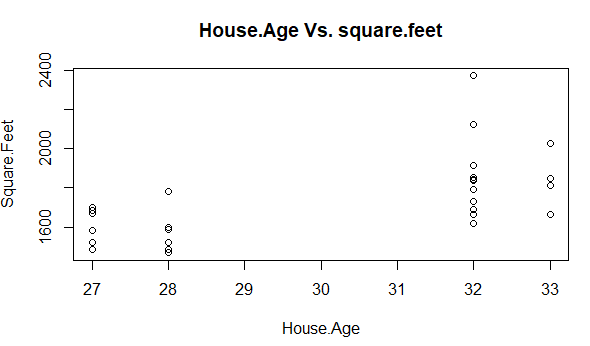 House.Age Vs. square.feet
Square.Feet
2400
2000
1600
27 28 29 30 31 32 33
House.Age